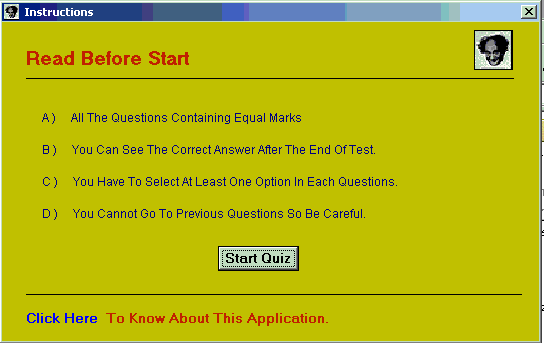 Instructions
Read Before Start
A ) All The Questions Containing Equal Marks
B ) You Can See The Correct Answer After The End Of Test.
C ) You Have To Select At Least One Option In Each Questions.
D ) You Cannot Go To Previous Questions So Be Careful.
Start Quiz
Click Here To Know About This Application.